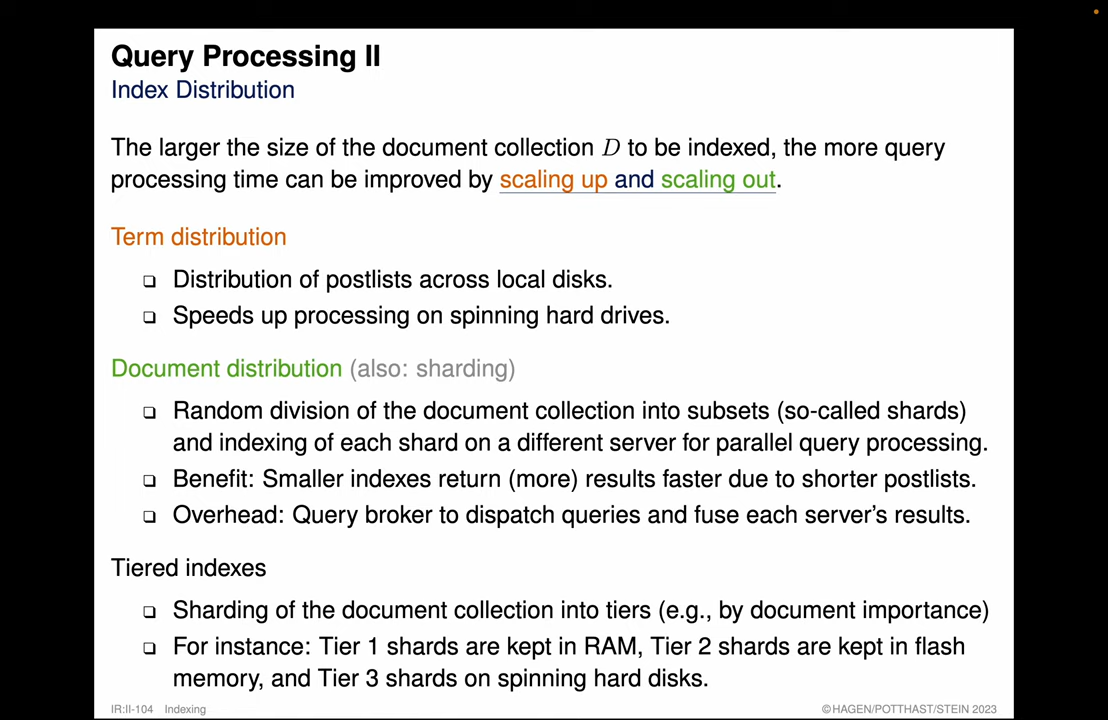 Query Processing II
Index Distribution
The larger the size of the document collection D to be indexed, the more query
processing time can be improved by scaling up and scaling out.
Term distribution
❑ Distribution of postlists across local disks.
❑ Speeds up processing on spinning hard drives.
Document distribution (also: sharding)
❑ Random division of the document collection into subsets (so-called shards)
and indexing of each shard on a different server for parallel query processing.
❑ Benefit: Smaller indexes return (more) results faster due to shorter postlists.
❑ Overhead: Query broker to dispatch queries and fuse each server's results.
Tiered indexes
❑ Sharding of the document collection into tiers (e.g., by document importance)
❑ For instance: Tier 1 shards are kept in RAM, Tier 2 shards are kept in flash
memory, and Tier 3 shards on spinning hard disks.
IR:II-104 Indexing
©HAGEN/POTTHAST/STEIN 2023